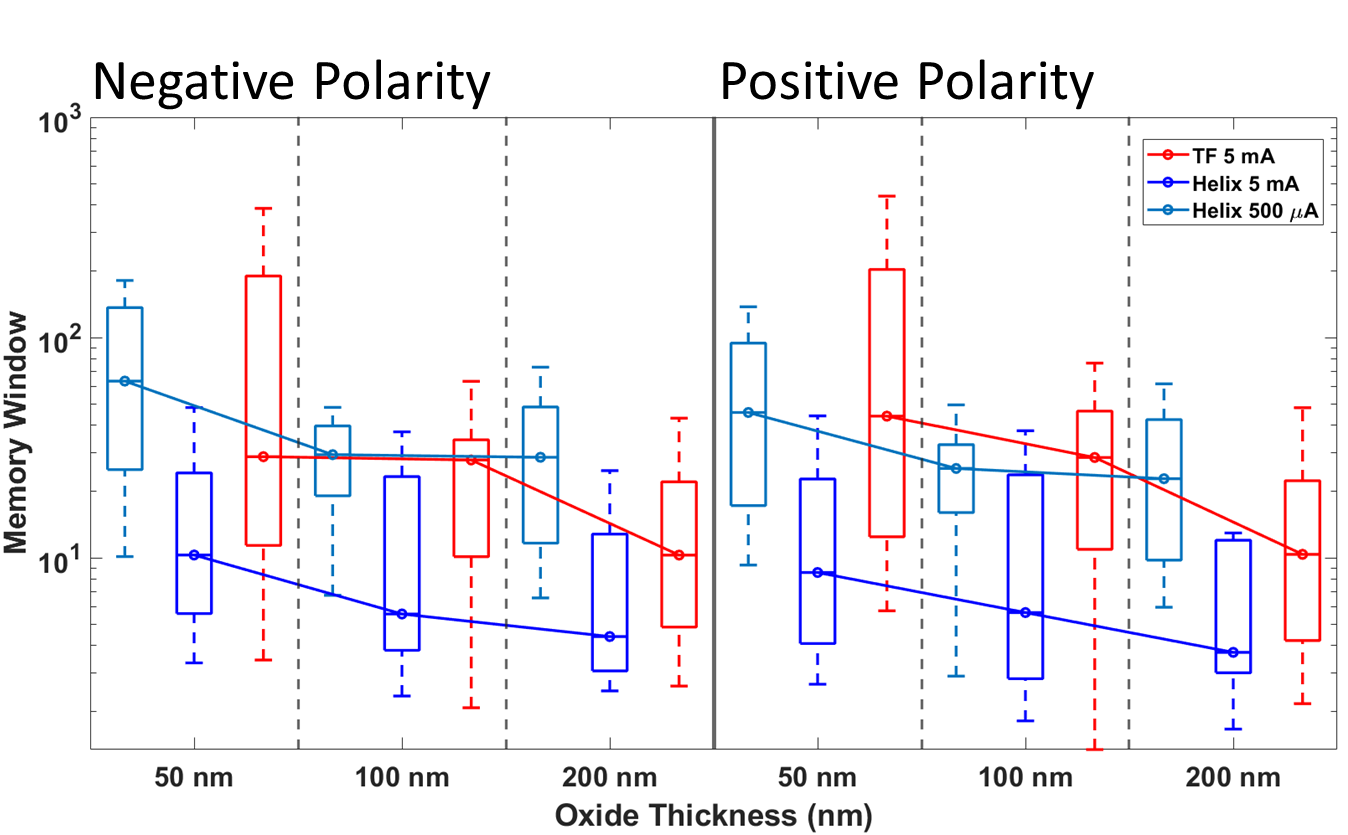 Negative Polarity
Positive Polarity
10³
10²
10¹
Memory Window
TF 5 mA
Helix 5 mA
Helix 500 μA
50 nm
100 nm
200 nm
50 nm
100 nm
200 nm
Oxide Thickness (nm)